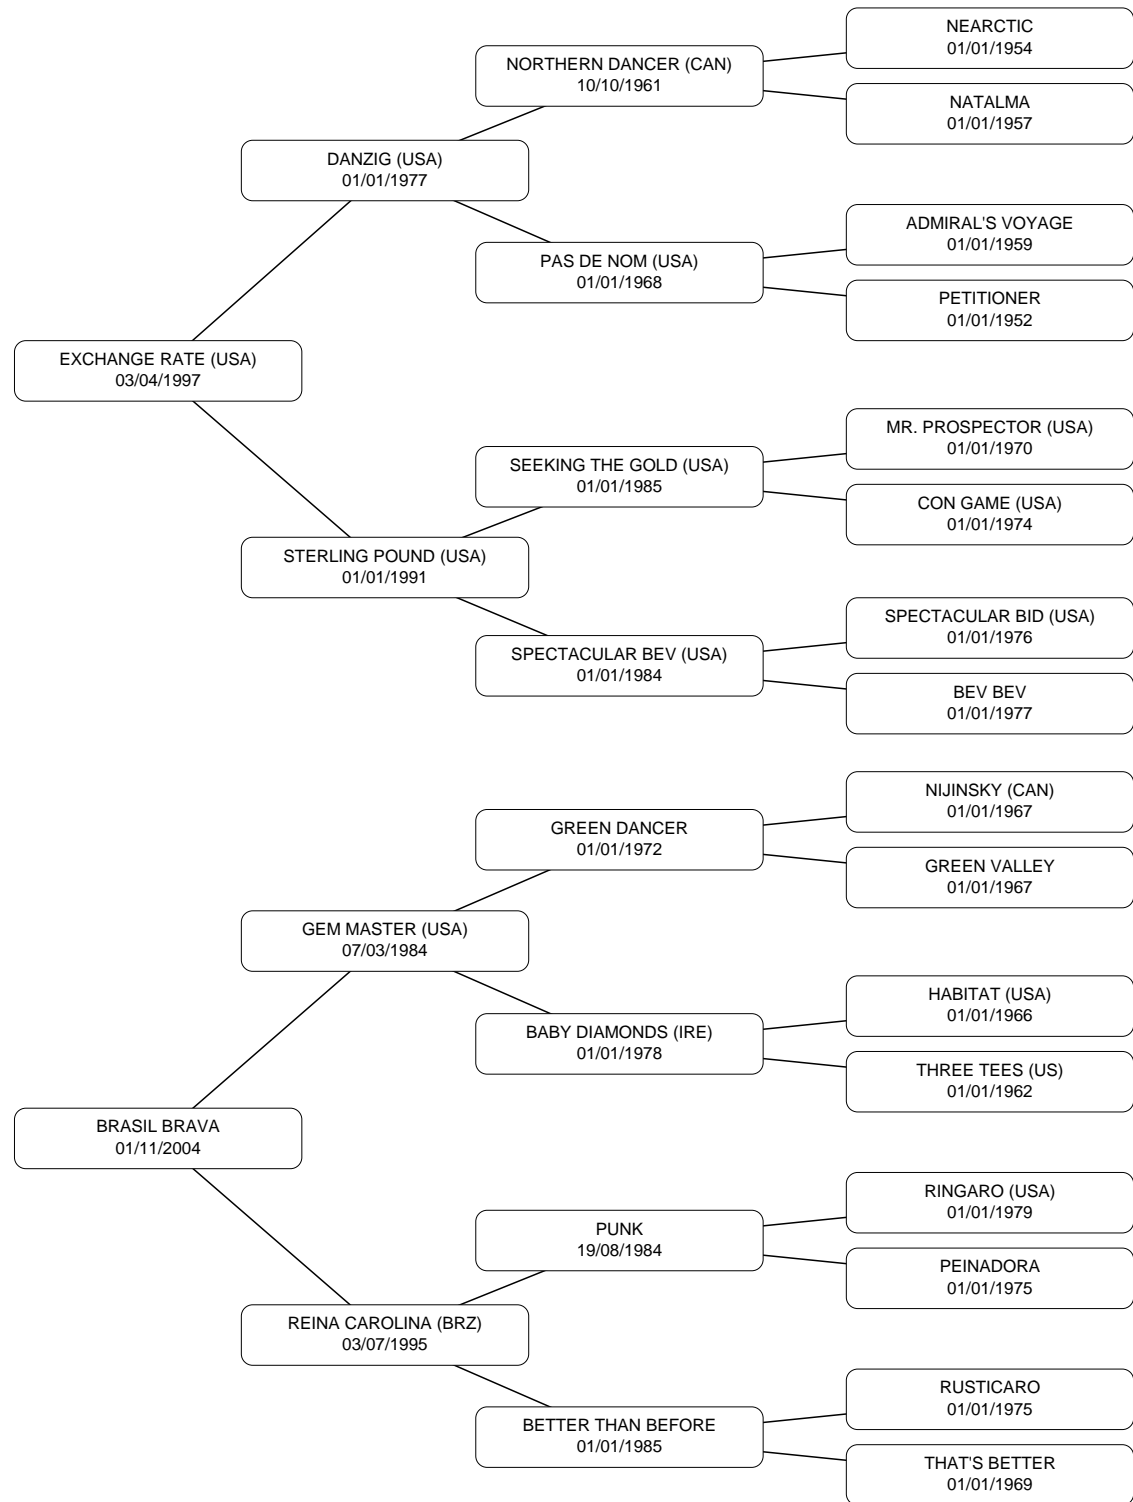 NEARCTIC
01/01/1954
NORTHERN DANCER (CAN)
10/10/1961
NATALMA
01/01/1957
DANZIG (USA)
01/01/1977
ADMIRAL'S VOYAGE
01/01/1959
PAS DE NOM (USA)
01/01/1968
PETITIONER
01/01/1952
EXCHANGE RATE (USA)
03/04/1997
MR. PROSPECTOR (USA)
01/01/1970
SEEKING THE GOLD (USA)
01/01/1985
CON GAME (USA)
01/01/1974
STERLING POUND (USA)
01/01/1991
SPECTACULAR BID (USA)
01/01/1976
SPECTACULAR BEV (USA)
01/01/1984
BEV BEV
01/01/1977
NIJINSKY (CAN)
01/01/1967
GREEN DANCER
01/01/1972
GREEN VALLEY
01/01/1967
GEM MASTER (USA)
07/03/1984
HABITAT (USA)
01/01/1966
BABY DIAMONDS (IRE)
01/01/1978
THREE TEES (US)
01/01/1962
BRASIL BRAVA
01/11/2004
RINGARO (USA)
01/01/1979
PUNK
19/08/1984
PEINADORA
01/01/1975
REINA CAROLINA (BRZ)
03/07/1995
RUSTICARO
01/01/1975
BETTER THAN BEFORE
01/01/1985
THAT'S BETTER
01/01/1969